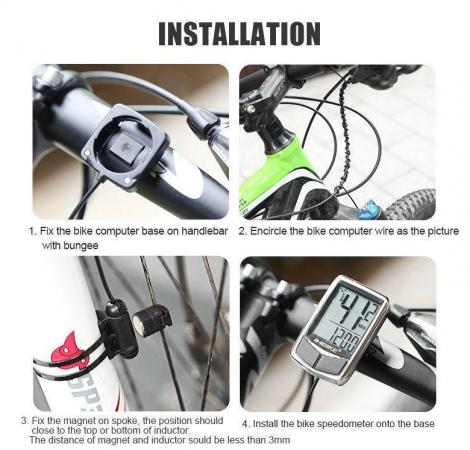 INSTALLATION
1. Fix the bike computer base on handlebar
with bungee
2. Encircle the bike computer wire as the picture
3. Fix the magnet on spoke, the position should
close to the top or bottom of inductor.
The distance of magnet and inductor sould be less than 3mm
4. Install the bike speedometer onto the base